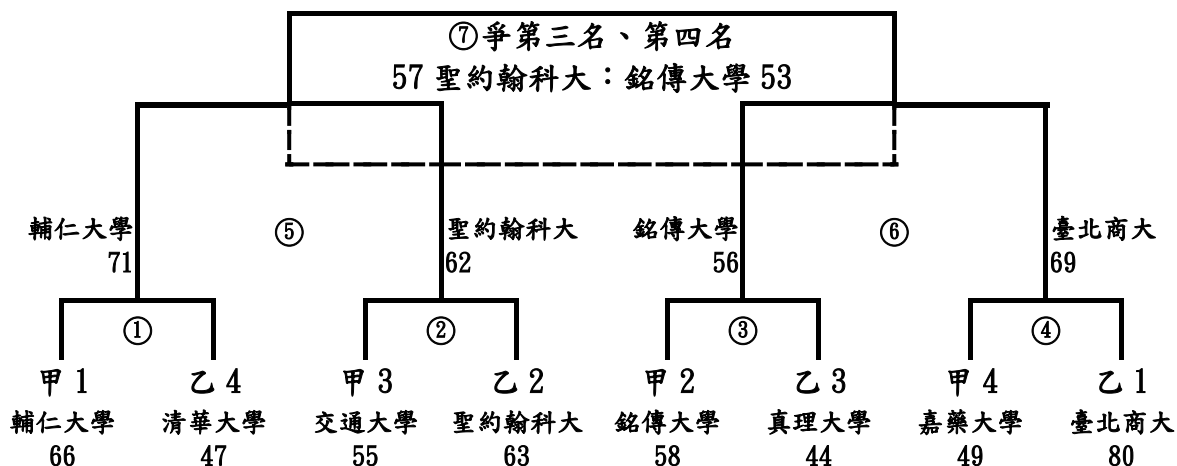 ⑦爭第三名、第四名
57 聖約翰科大：銘傳大學 53
輔仁大學 ⑤ 聖約翰科大 銘傳大學 ⑥ 臺北商大
71 62 56 69
① ② ③ ④
甲 1 乙 4 甲 3 乙 2 甲 2 乙 3 甲 4 乙 1
輔仁大學 清華大學 交通大學 聖約翰科大 銘傳大學 真理大學 嘉藥大學 臺北商大
66 47 55 63 58 44 49 80